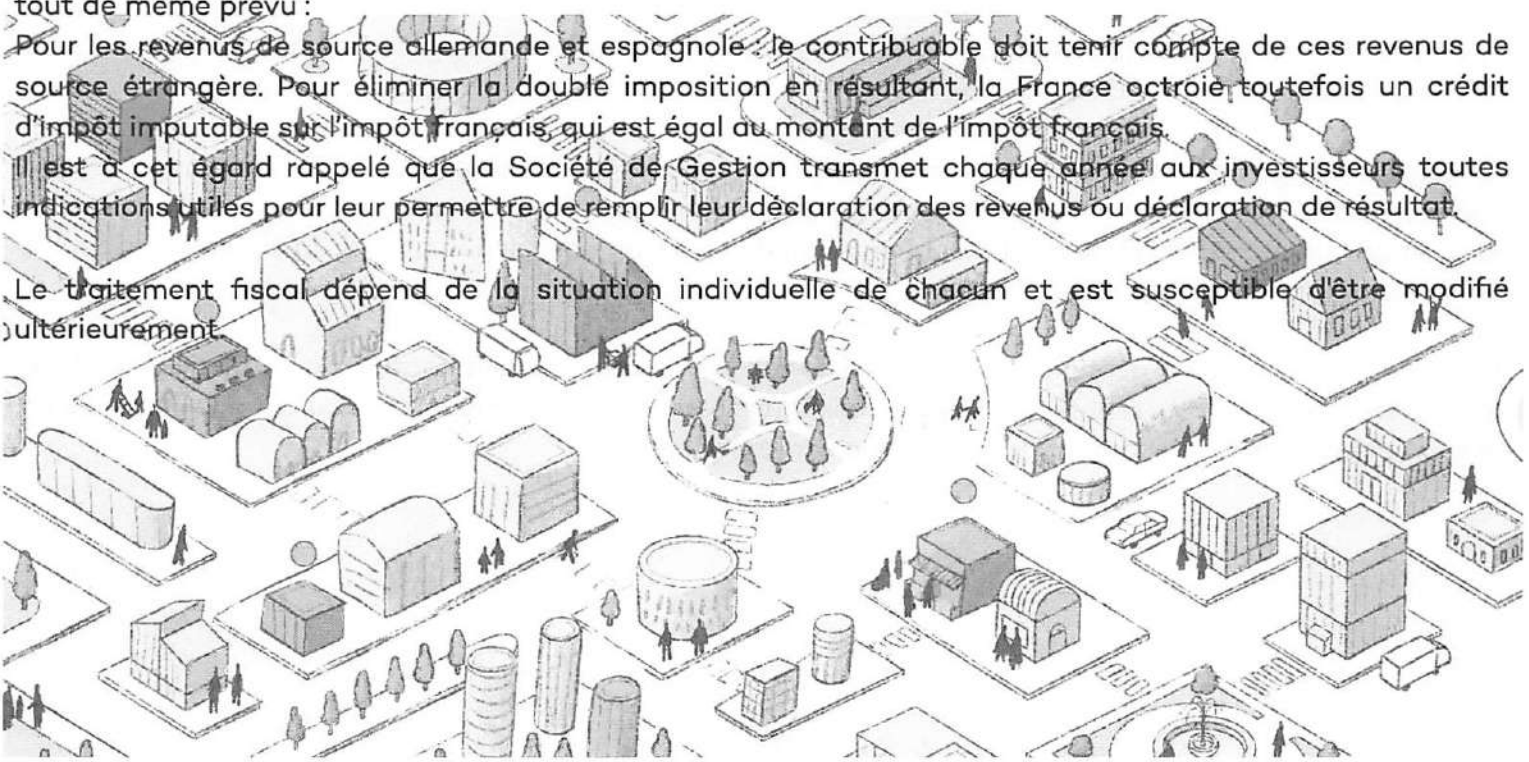 tout de même prévu :
Pour les revenus de source allemande et espagnole : le contribuable doit tenir compte de ces revenus de
source étrangère. Pour éliminer la double imposition en résultant, la France octroie toutefois un crédit
d'impôt imputable sur l'impôt français, qui est égal au montant de l'impôt français.
Il est à cet égard rappelé que la Société de Gestion transmet chaque année aux investisseurs toutes
indications utiles pour leur permettre de remplir leur déclaration des revenus ou déclaration de résultat.
Le traitement fiscal dépend de la situation individuelle de chacun et est susceptible d'être modifié
ultérieurement.